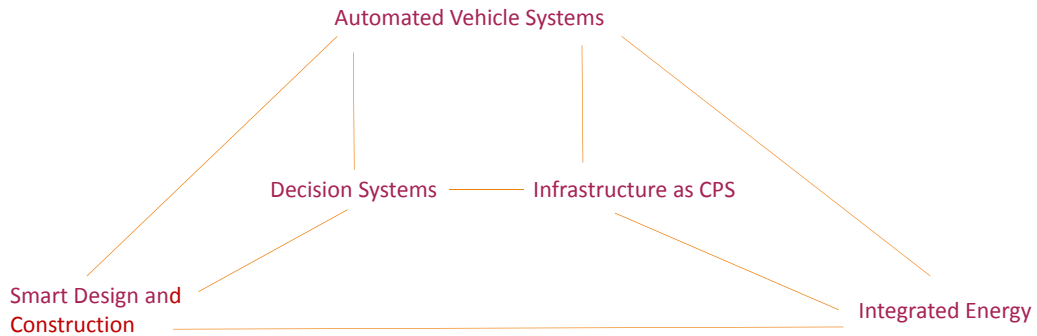 Automated Vehicle Systems
Decision Systems
Infrastructure as CPS
Smart Design and
Construction
Integrated Energy